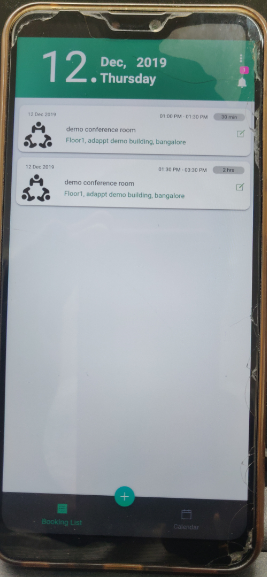 12.
Dec, 2019
Thursday
12 Dec 2019
01:00 PM - 01:30 PM
30 min
demo conference room
Floor1, adappt demo building, bangalore
12 Dec 2019
01:30 PM - 03:30 PM
2 hrs
demo conference room
Floor1, adappt demo building, bangalore
+
Booking List
Calendar